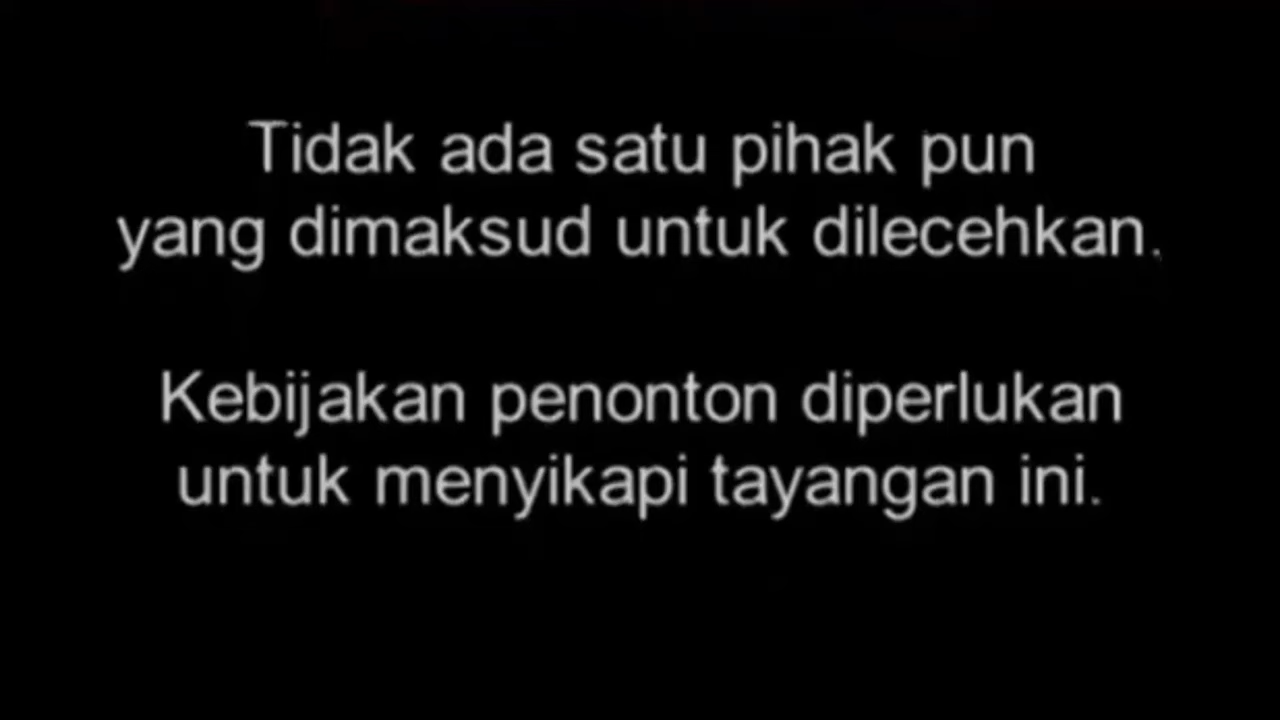 Tidak ada satu pihak pun
yang dimaksud untuk dilecehkan.
Kebijakan penonton diperlukan
untuk menyikapi tayangan ini.